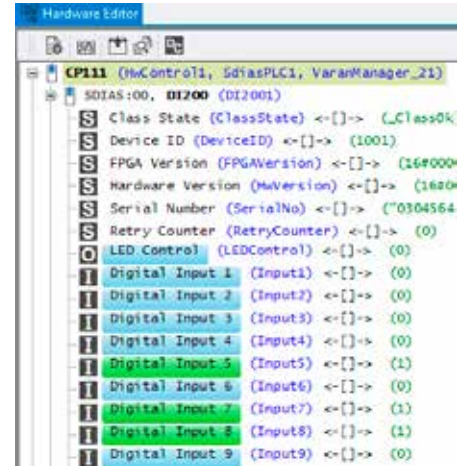 Hardware Editor
CP111 (HwControl1, SdiasPLC1, VaranManager_21)
SDIAS:00, DI200 (DI2001)
S Class State (ClassState) <-[]-> (_ClassOk
S Device ID (DeviceID) <-[]-> (1001)
S FPGA Version (FPGAVersion) <-[]-> (16#000
S Hardware Version (HwVersion) <-[]-> (16#0
S Serial Number (SerialNo) <-[]-> ("0304564
S Retry Counter (RetryCounter) <-[]-> (0)
O LED Control (LEDControl) <-[]-> (0)
I Digital Input 1 (Input1) <-[]-> (0)
I Digital Input 2 (Input2) <-[]-> (0)
I Digital Input 3 (Input3) <-[]-> (0)
I Digital Input 4 (Input4) <-[]-> (0)
I Digital Input 5 (Input5) <-[]-> (1)
I Digital Input 6 (Input6) <-[]-> (0)
I Digital Input 7 (Input7) <-[]-> (1)
I Digital Input 8 (Input8) <-[]-> (1)
I Digital Input 9 (Input9) <-[]-> (0)